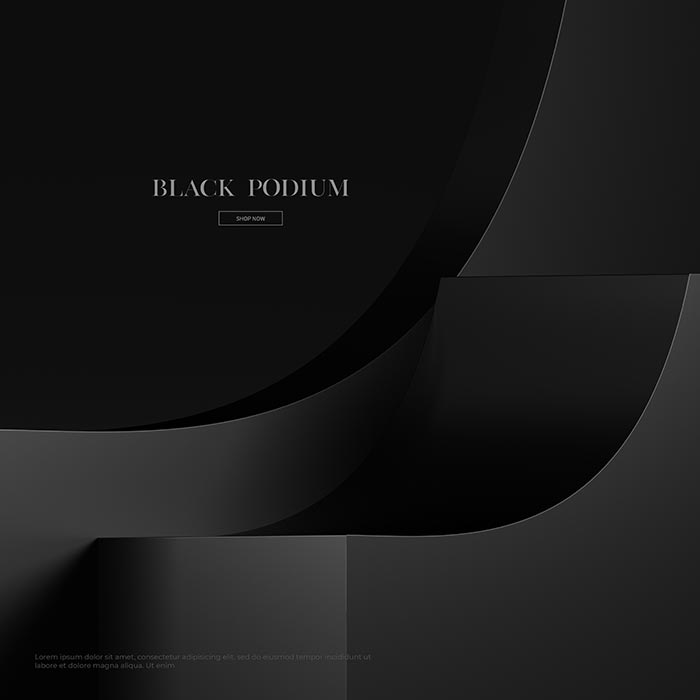 BLACK PODIUM
SHOP NOW
Lorem ipsum dolor sit amet, consectetur adipisicing elit, sed do eiusmod tempor incididunt ut
labore et dolore magna aliqua. Ut enim